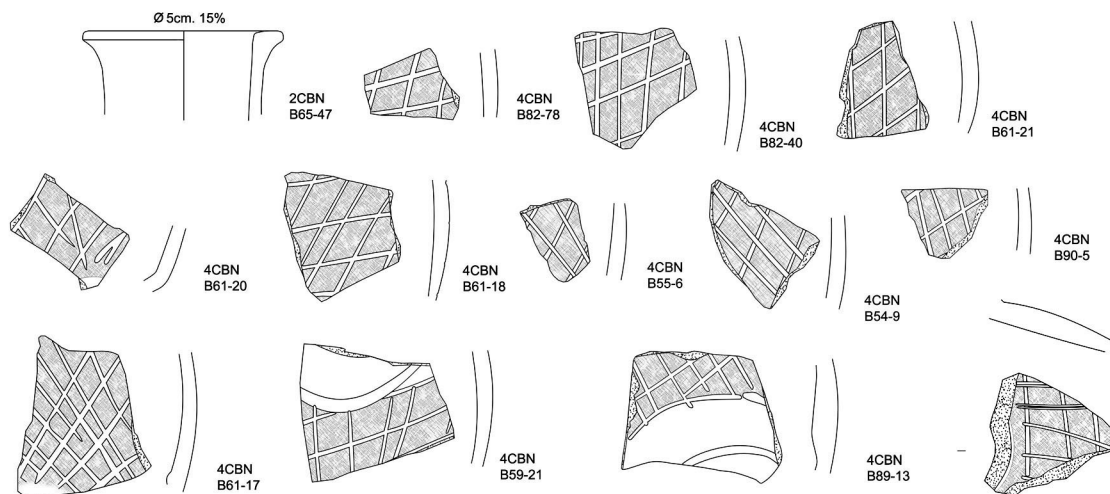 Ø 5cm. 15%
2CBN
B65-47
4CBN
B82-78
4CBN
B82-40
4CBN
B61-21
4CBN
B61-20
4CBN
B61-18
4CBN
B55-6
4CBN
B54-9
4CBN
B90-5
4CBN
B61-17
4CBN
B59-21
4CBN
B89-13